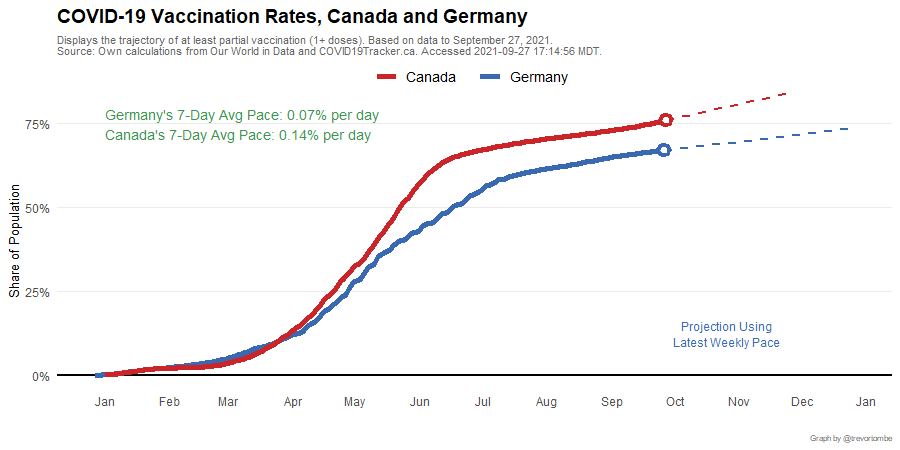 COVID-19 Vaccination Rates, Canada and Germany
Displays the trajectory of at least partial vaccination (1+ doses). Based on data to September 27, 2021.
Source: Own calculations from Our World in Data and COVID19Tracker.ca. Accessed 2021-09-27 17:14:56 MDT.
Canada Germany
Germany's 7-Day Avg Pace: 0.07% per day
Canada's 7-Day Avg Pace: 0.14% per day
Share of Population
75%
50%
25%
0%
Projection Using
Latest Weekly Pace
Jan Feb Mar Apr May Jun Jul Aug Sep Oct Nov Dec Jan
Graph by @trevortombe